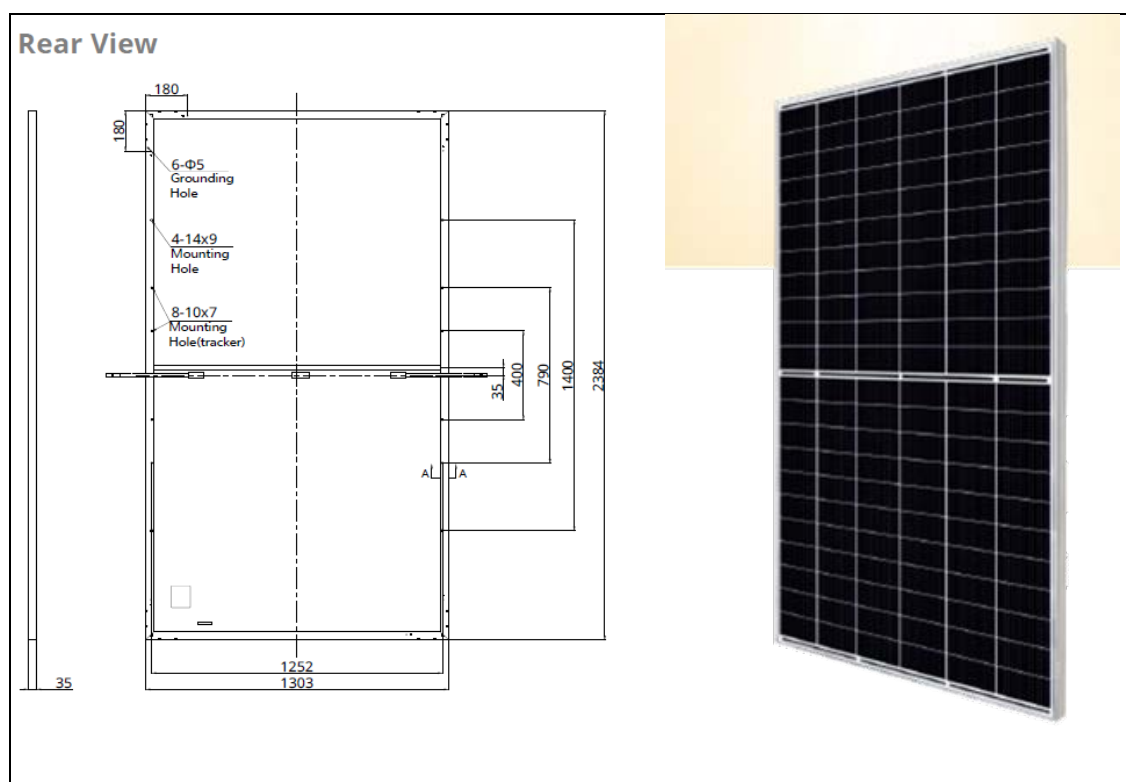 Rear View
180
180
6-Φ5
Grounding
Hole
4-14x9
Mounting
Hole
8-10x7
Mounting
Hole(tracker)
35
400
790
1400
2384
A
A
1252
1303
35